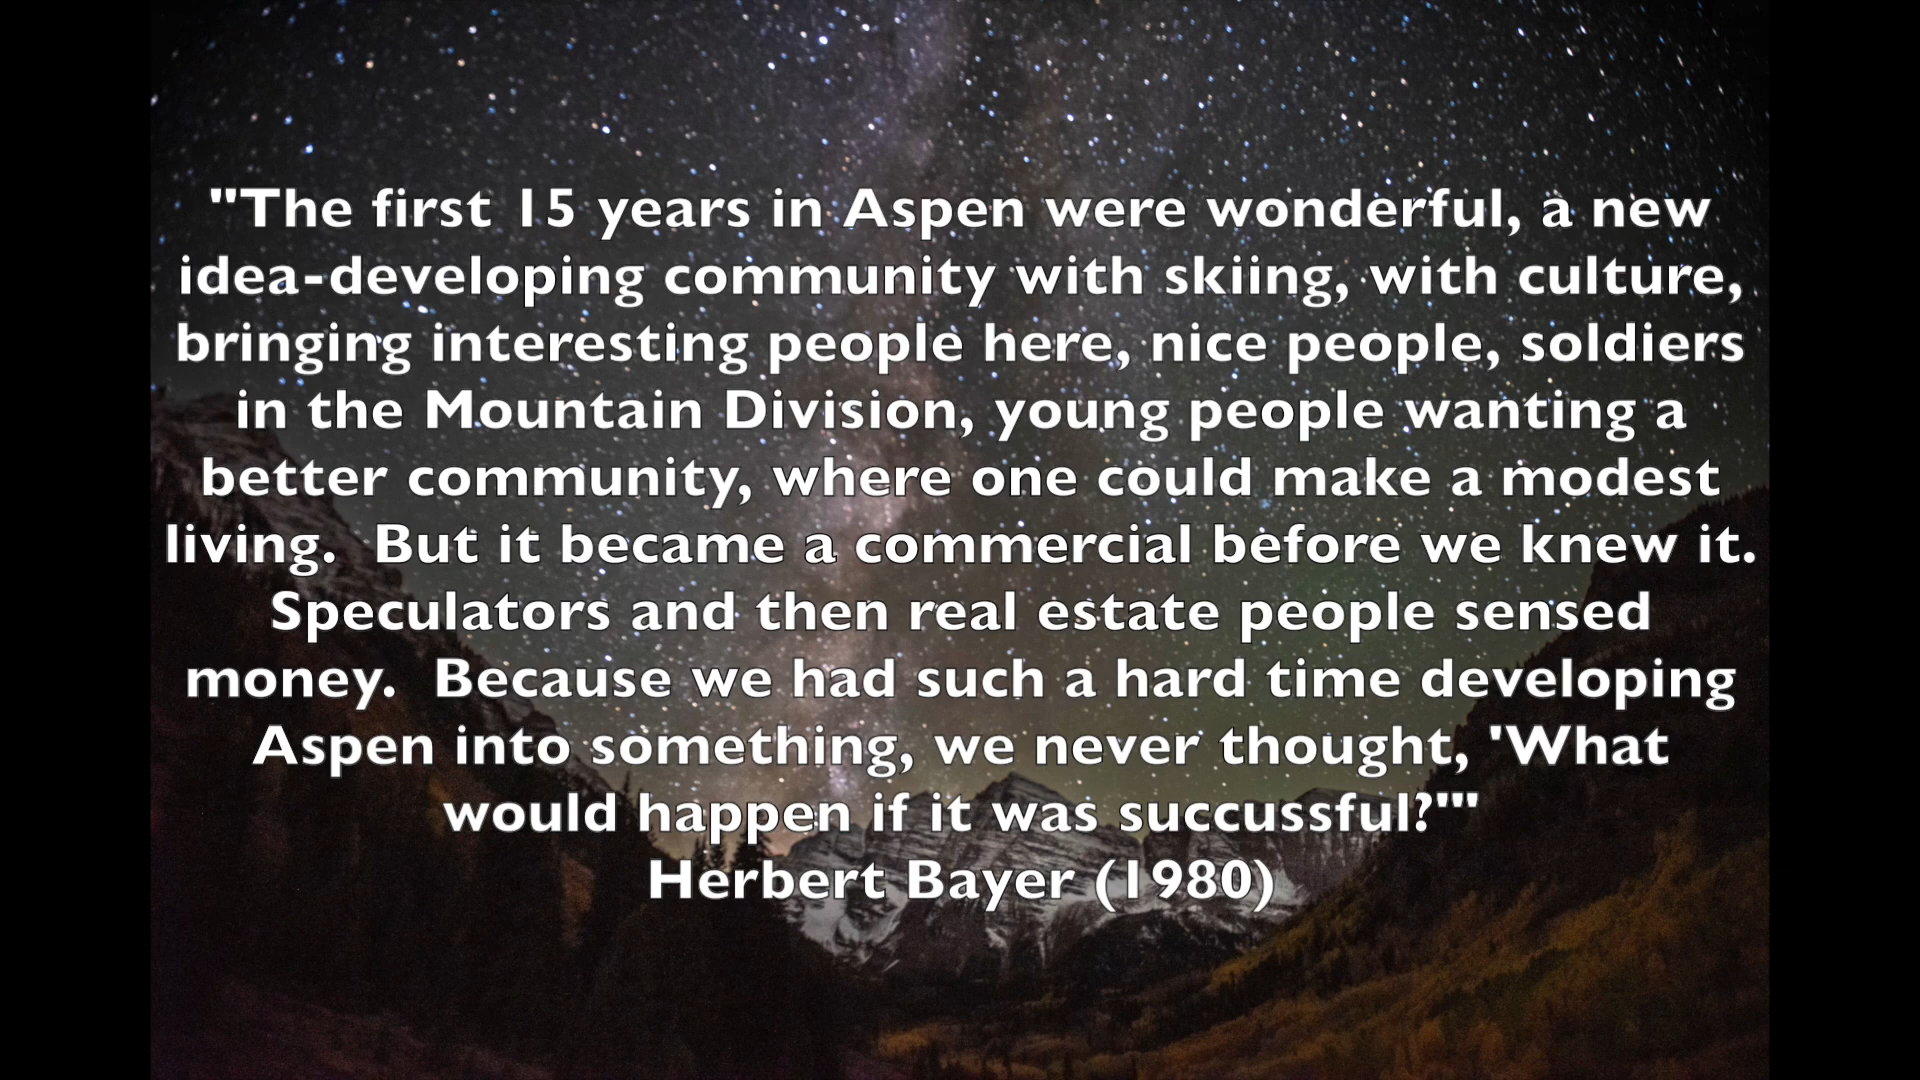 "The first 15 years in Aspen were wonderful, a new
idea-developing community with skiing, with culture,
bringing interesting people here, nice people, soldiers
in the Mountain Division, young people wanting a
better community, where one could make a modest
living.  But it became a commercial before we knew it.
Speculators and then real estate people sensed
money.  Because we had such a hard time developing
Aspen into something, we never thought, 'What
would happen if it was succussful?'"
Herbert Bayer (1980)